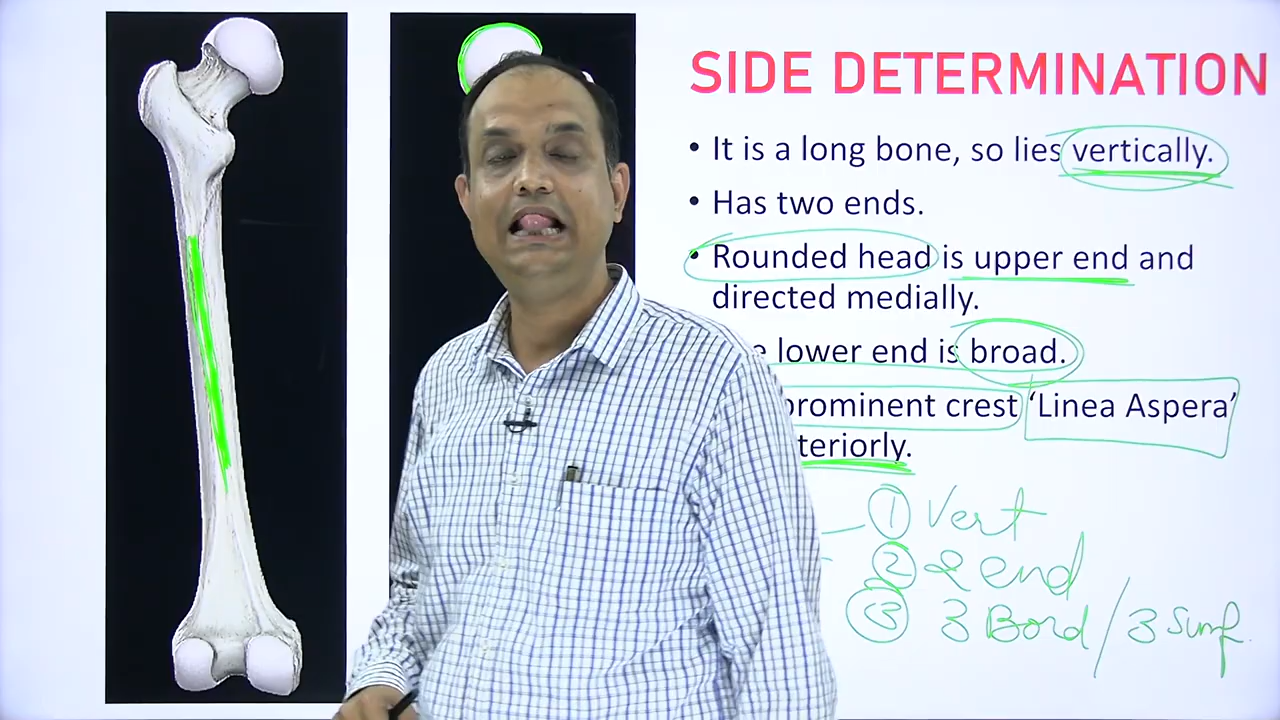 SIDE DETERMINATION
• It is a long bone, so lies vertically.
• Has two ends.
• Rounded head is upper end and
directed medially.
lower end is broad.
prominent crest ‘Linea Aspera’
teriorly.
① Vert
② 2 end
③ 3 Bord / 3 Surf.